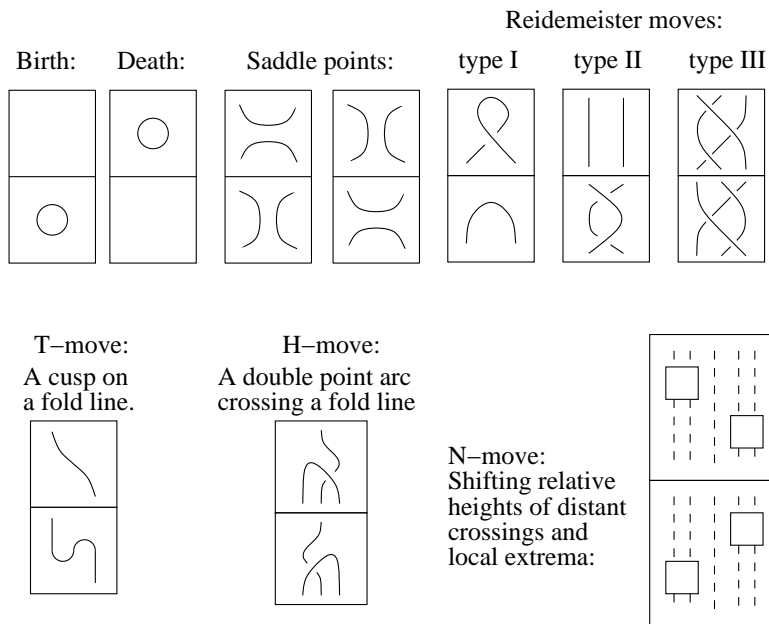 Reidemeister moves:
Birth: Death: Saddle points: type I type II type III
T−move:
A cusp on
a fold line.
H−move:
A double point arc
crossing a fold line
N−move:
Shifting relative
heights of distant
crossings and
local extrema: